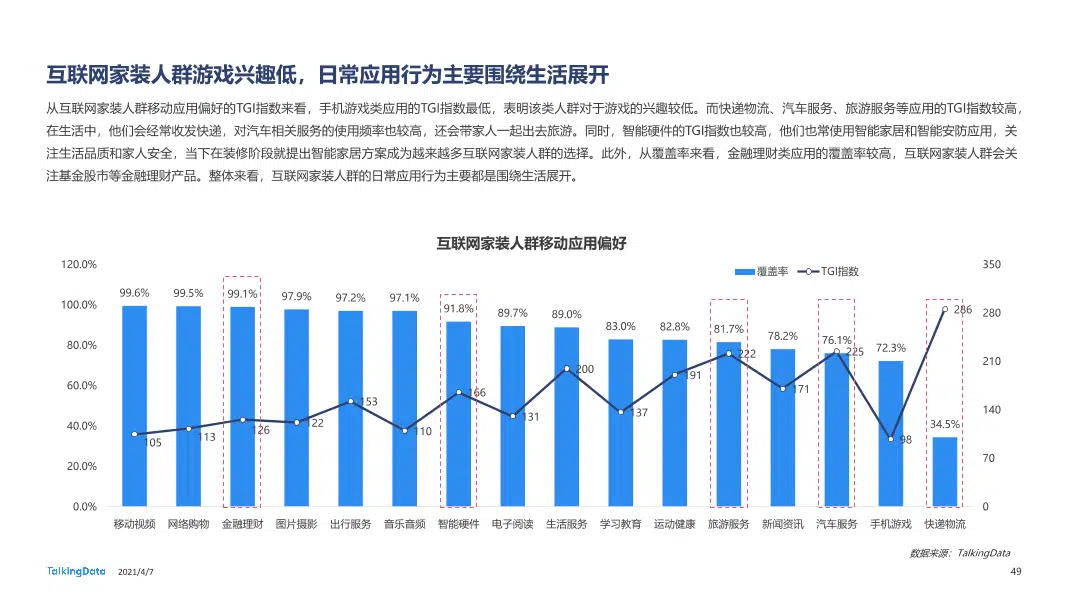 互联网家装人群游戏兴趣低，日常应用行为主要围绕生活展开
从互联网家装人群移动应用偏好的TGI指数来看，手机游戏类应用的TGI指数最低，表明该类人群对于游戏的兴趣较低。而快递物流、汽车服务、旅游服务等应用的TGI指数较高，
在生活中，他们会经常收发快递，对汽车相关服务的使用频率也较高，还会带家人一起出去旅游。同时，智能硬件的TGI指数也较高，他们也常使用智能家居和智能安防应用，关
注生活品质和家人安全，当下在装修阶段就提出智能家居方案成为越来越多互联网家装人群的选择。此外，从覆盖率来看，金融理财类应用的覆盖率较高，互联网家装人群会关
注基金股市等金融理财产品。整体来看，互联网家装人群的日常应用行为主要都是围绕生活展开。
互联网家装人群移动应用偏好
覆盖率 TGI指数
120.0%
100.0%
80.0%
60.0%
40.0%
20.0%
0.0%
350
280
210
140
70
0
99.6% 99.5% 99.1% 97.9% 97.2% 97.1% 91.8% 89.7% 89.0% 83.0% 82.8% 81.7% 78.2% 76.1% 72.3% 34.5%
105 113 126 122 153 110 166 131 200 137 191 222 171 225 98 286
移动视频 网络购物 金融理财 图片摄影 出行服务 音乐音频 智能硬件 电子阅读 生活服务 学习教育 运动健康 旅游服务 新闻资讯 汽车服务 手机游戏 快递物流
数据来源：TalkingData
TalkingData 2021/4/7
49